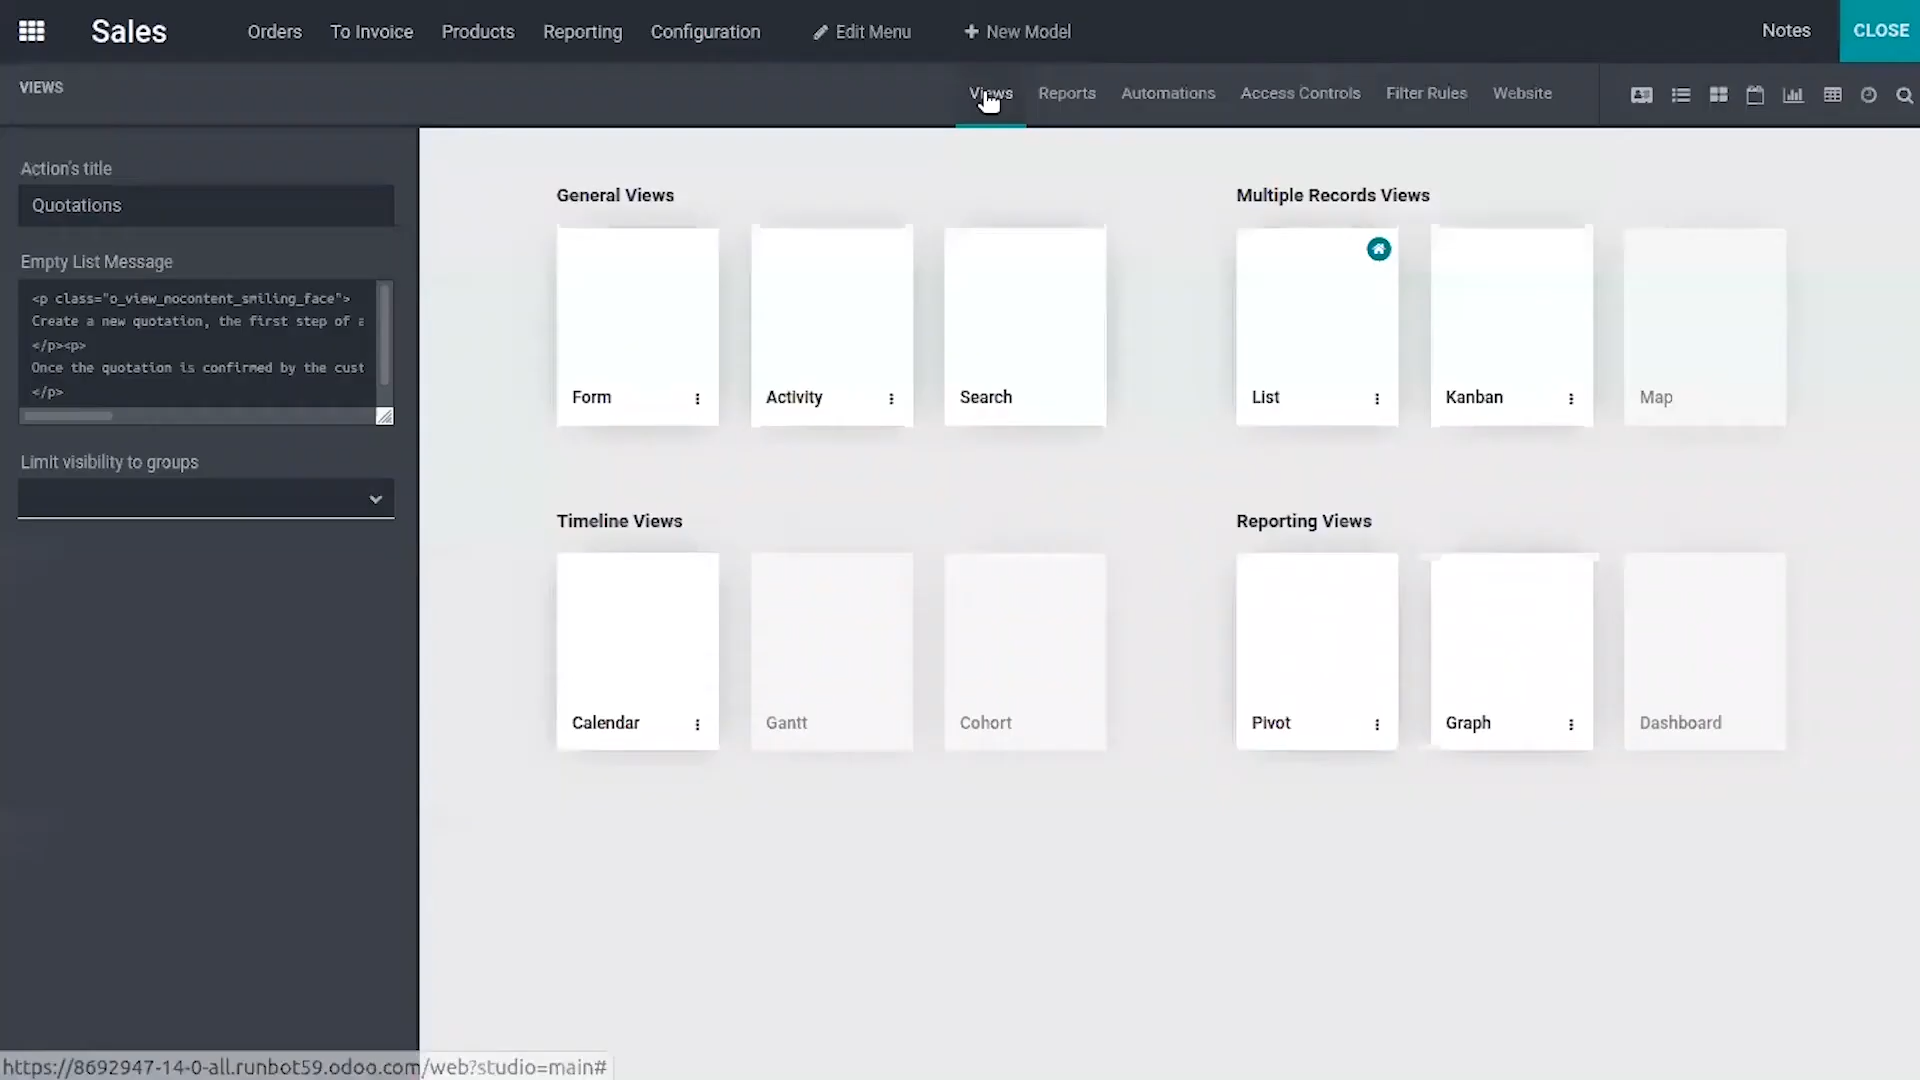 Sales
Orders
To Invoice
Products
Reporting
Configuration
Edit Menu
New Model
Notes
CLOSE
VIEWS
Views
Reports
Automations
Access Controls
Filter Rules
Website
Action's title
Quotations
Empty List Message
<p class="o_view_nocontent_smiling_face">
Create a new quotation, the first step of
</p><p>
Once the quotation is confirmed by the cust
</p>
Limit visibility to groups
General Views
Form
Activity
Search
Multiple Records Views
List
Kanban
Map
Timeline Views
Calendar
Gantt
Cohort
Reporting Views
Pivot
Graph
Dashboard
https://8692947-14-0-all.runbot59.odoo.com/web?studio=main#